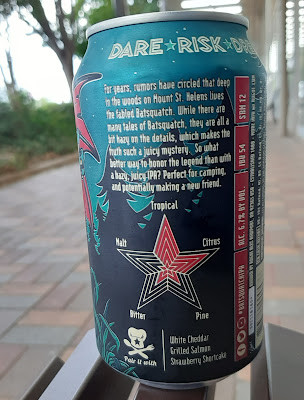 DARE★RISK★DRE
For years, rumors have circled that deep
in the woods on Mount St. Helens lives
the fabled Batsquatch. While there are
many tales of Batsquatch, they are all a
bit hazy on the details, which makes the
truth such a juicy mystery. So what
better way to honor the legend than with
a hazy, juicy IPA? Perfect for camping,
and potentially making a new friend.
Tropical
Malt
Citrus
Bitter
Pine
Pair it with
White Cheddar
Grilled Salmon
Strawberry Shortcake
#BATSQUATCHIPA
ALC. 6.7% BY VOL.
IBU 54
SRM 12